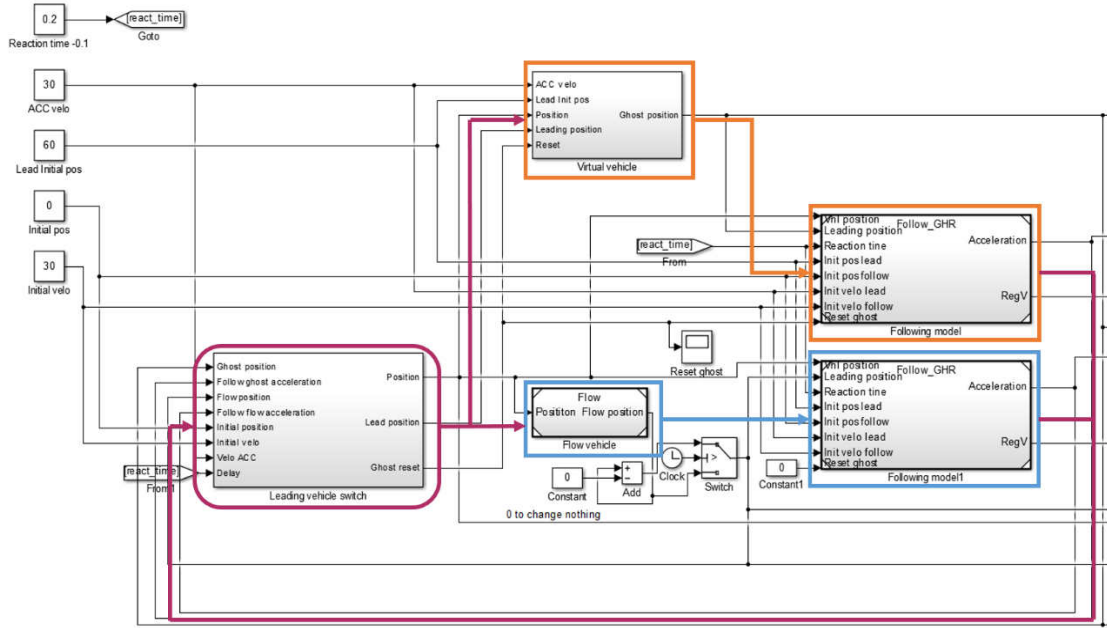 0.2
[react_time]
Reaction time -0.1
Goto
30
ACC velo
60
Lead Initial pos
0
Initial pos
30
Initial velo
ACC velo
Lead Init pos
Position
Leading position
Reset
Ghost position
Virtual vehicle
[react_time]
From
Vhl position
Leading position
Reaction tine
Init pos lead
Init pos follow
Init velo lead
Init velo follow
Reset ghost
Follow_GHR
Acceleration
RegV
Following model
Reset ghost
Ghost position
Follow ghost acceleration
Flow position
Follow flow acceleration
Initial position
Initial velo
Velo ACC
Delay
Position
Lead position
Ghost reset
[react_time]
From1
Leading vehicle switch
Flow
Posititon
Flow position
Flow vehicle
0
Constant
+
−
Add
Clock
>
Switch
0 to change nothing
0
Constant1
Vhl position
Leading position
Reaction tine
Init pos lead
Init pos follow
Init velo lead
Init velo follow
Reset ghost
Follow_GHR
Acceleration
RegV
Following model1